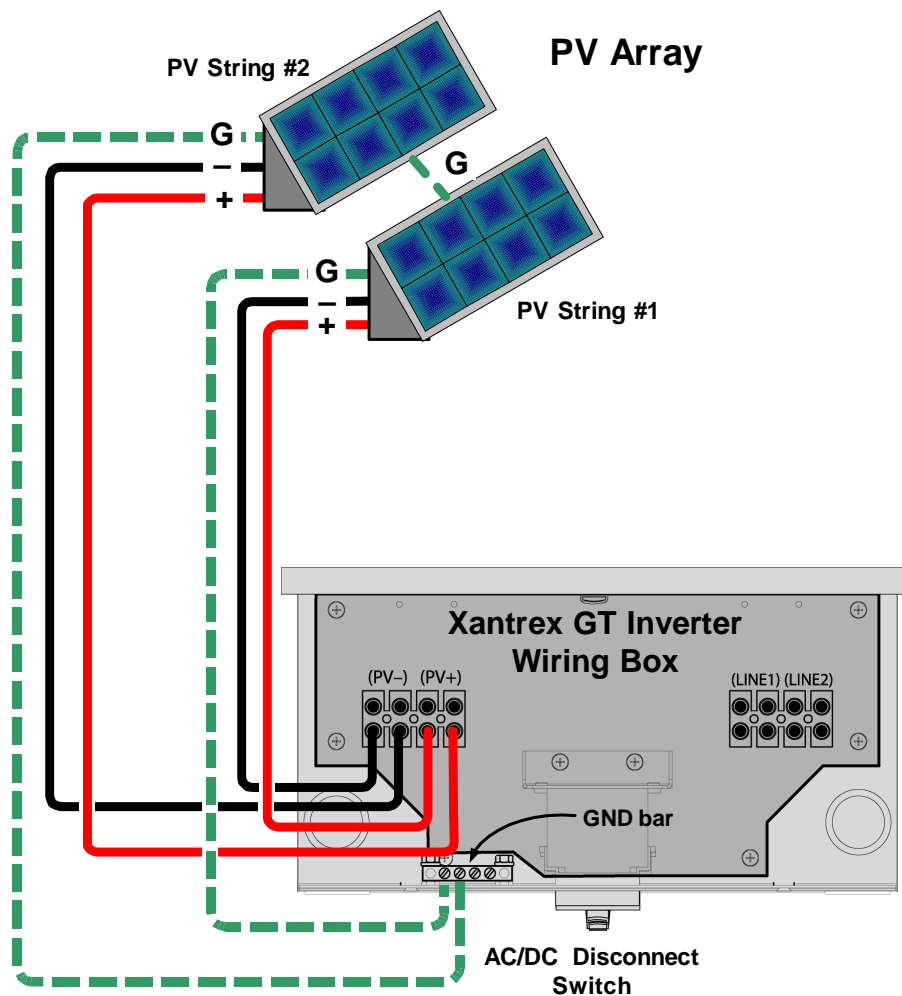 PV Array
PV String #2
G
–
+
G
G
–
+
PV String #1
Xantrex GT Inverter
Wiring Box
(PV–) (PV+)
(LINE1) (LINE2)
GND bar
AC/DC Disconnect
Switch